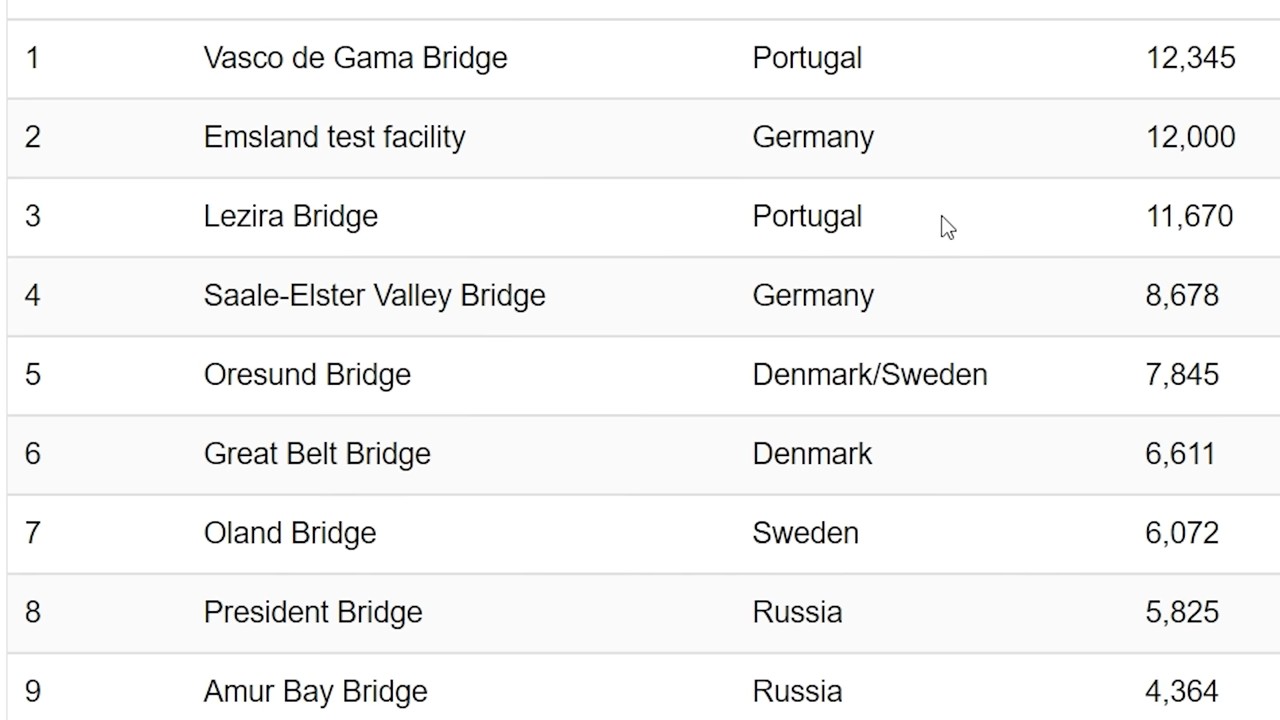 1 Vasco de Gama Bridge Portugal 12,345
2 Emsland test facility Germany 12,000
3 Lezira Bridge Portugal 11,670
4 Saale-Elster Valley Bridge Germany 8,678
5 Oresund Bridge Denmark/Sweden 7,845
6 Great Belt Bridge Denmark 6,611
7 Oland Bridge Sweden 6,072
8 President Bridge Russia 5,825
9 Amur Bay Bridge Russia 4,364